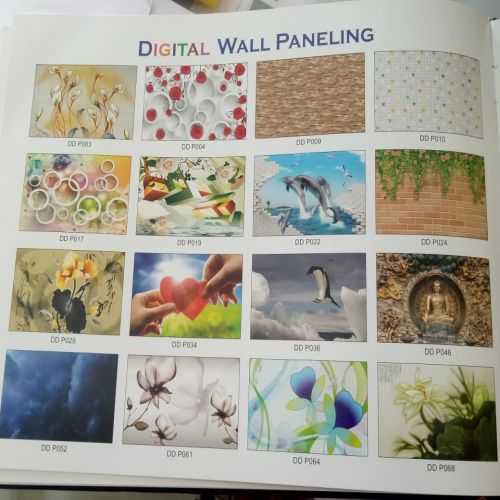 DIGITAL WALL PANELING
DD P003 DD P004 DD P009 DD P010
DD P017 DD P019 DD P022 DD P024
DD P029 DD P034 DD P036 DD P046
DD P052 DD P061 DD P064 DD P068